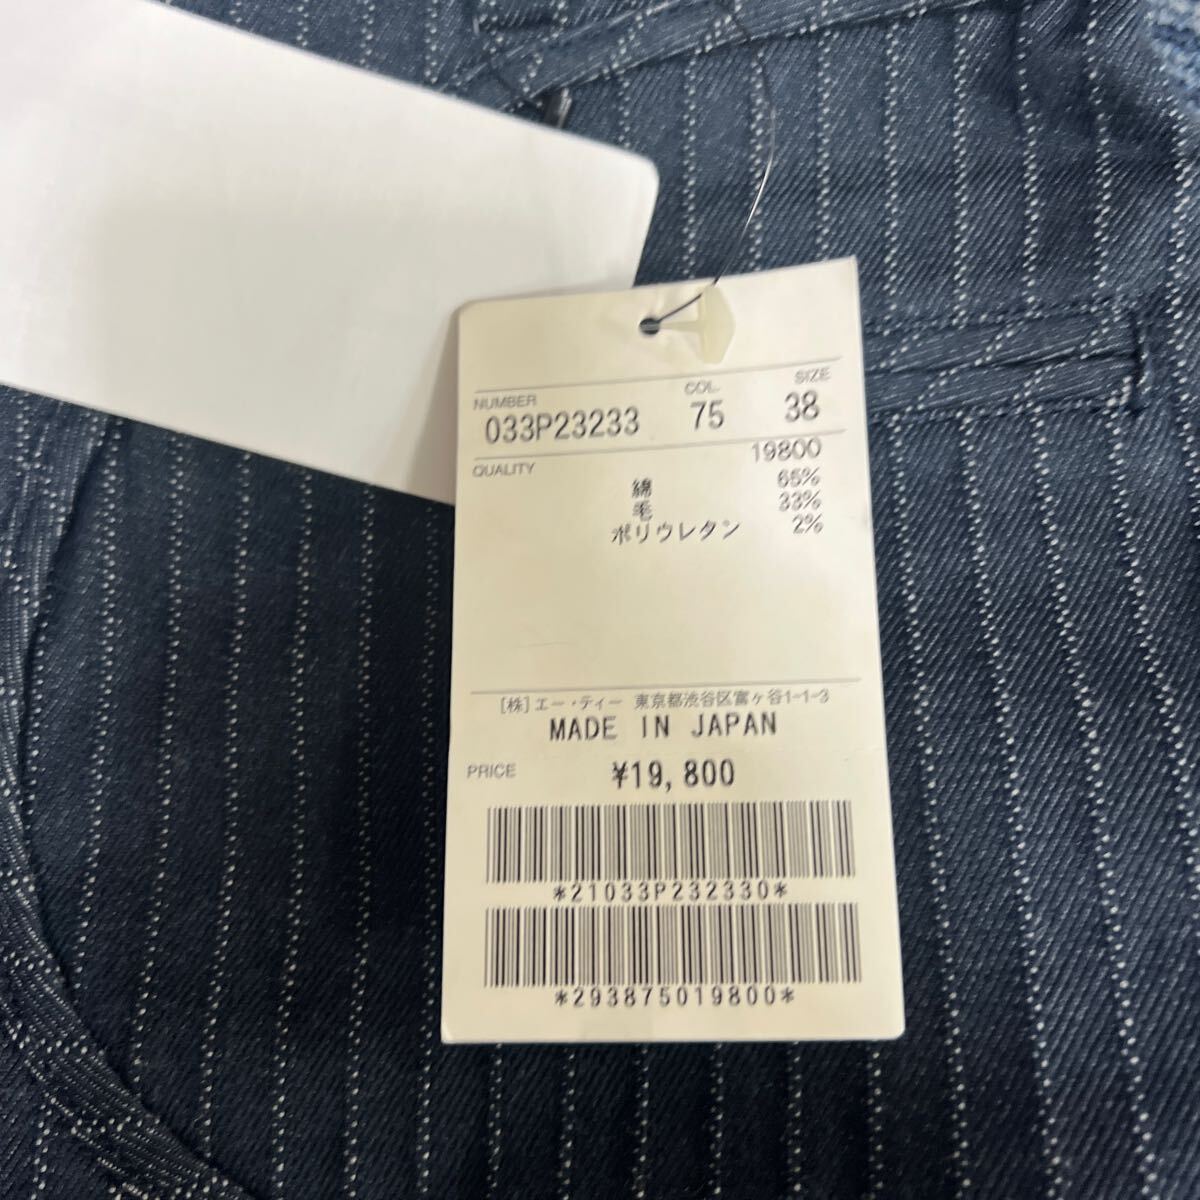 NUMBER COL. SIZE
033P23233 75 38
QUALITY 19800
綿 65%
毛 33%
ポリウレタン 2%
[株]エー・ティー 東京都渋谷区富ヶ谷1-1-3
MADE IN JAPAN
PRICE ¥19,800
*21033P232330*
*293875019800*